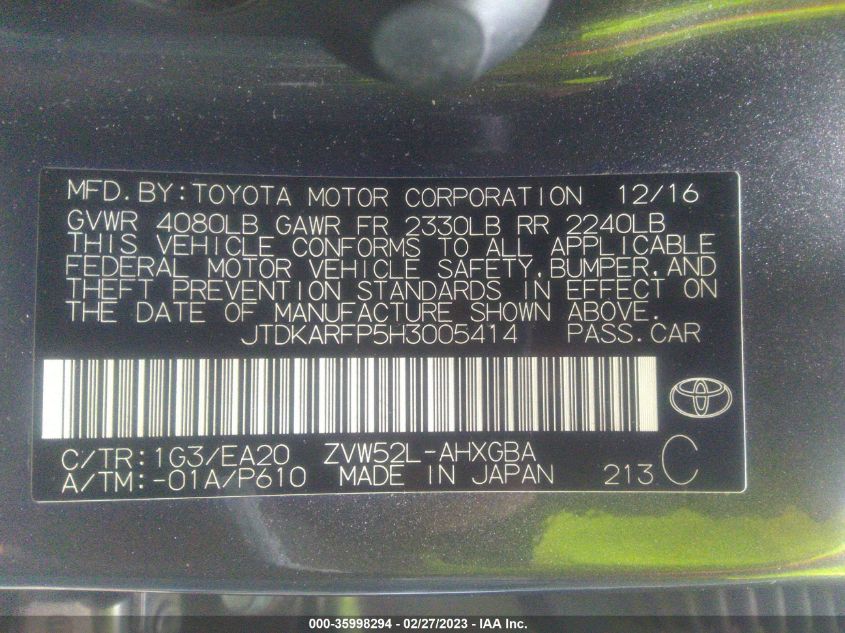 MFD.BY:TOYOTA MOTOR CORPORATION 12/16
GVWR 4080LB GAWR FR 2330LB RR 2240LB
THIS VEHICLE CONFORMS TO ALL APPLICABLE
FEDERAL MOTOR VEHICLE SAFETY,BUMPER,AND
THEFT PREVENTION STANDARDS IN EFFECT ON
THE DATE OF MANUFACTURE SHOWN ABOVE.
JTDKARFP5H3005414 PASS.CAR
C/TR:1G3/EA20 ZVW52L-AHXGBA
A/TM:-01A/P610 MADE IN JAPAN 213 C
000-35998294 - 02/27/2023 - IAA Inc.